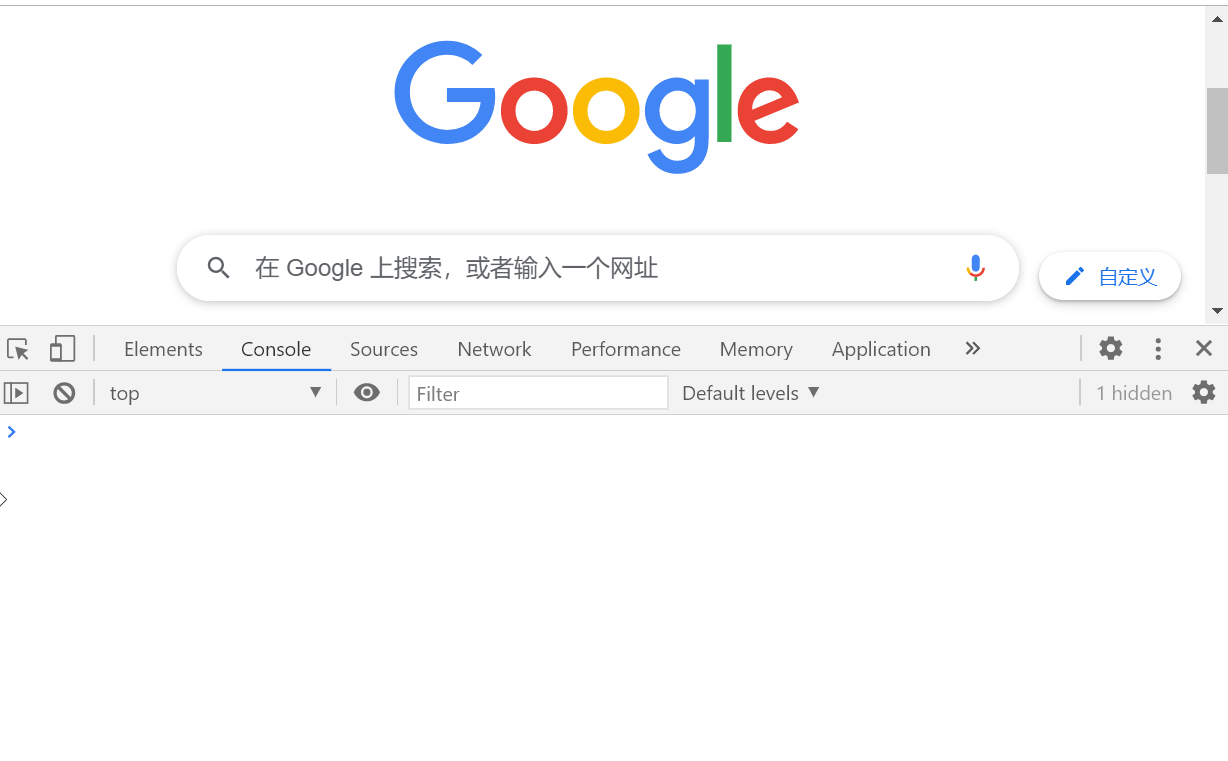 Google
在 Google 上搜索，或者输入一个网址
自定义
Elements Console Sources Network Performance Memory Application
top Filter Default levels 1 hidden